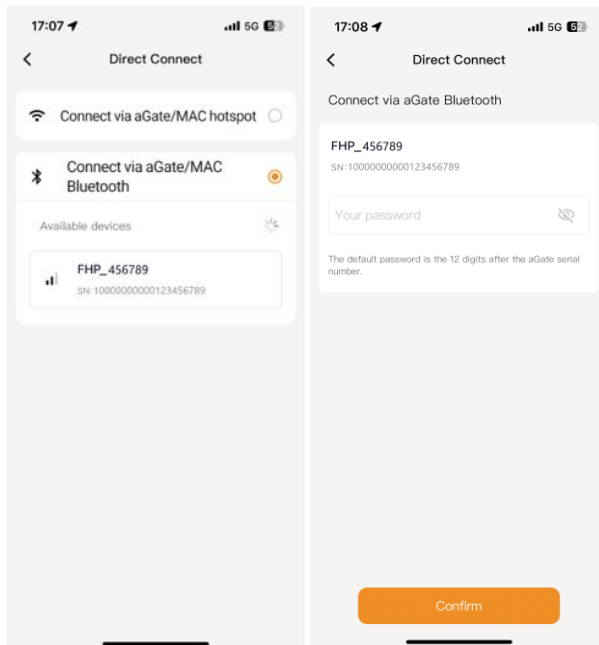 17:07
5G 52
Direct Connect
Connect via aGate/MAC hotspot
Connect via aGate/MAC
Bluetooth
Available devices
FHP_456789
SN:10000000000123456789
17:08
5G 52
Direct Connect
Connect via aGate Bluetooth
FHP_456789
SN:10000000000123456789
Your password
The default password is the 12 digits after the aGate serial
number.
Confirm